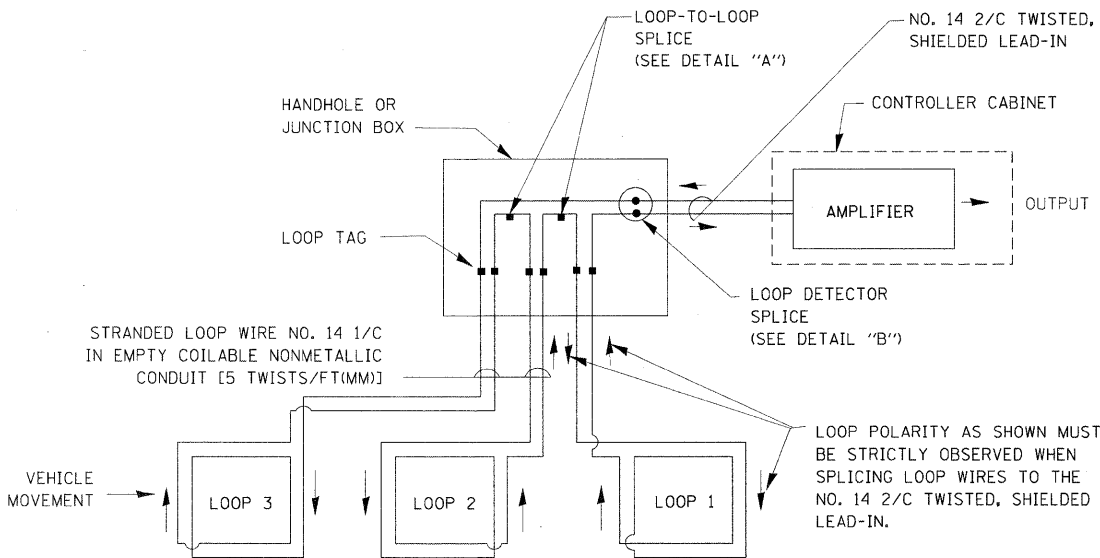 LOOP-TO-LOOP
SPLICE
(SEE DETAIL "A")
NO. 14 2/C TWISTED,
SHIELDED LEAD-IN
HANDHOLE OR
JUNCTION BOX
CONTROLLER CABINET
AMPLIFIER
OUTPUT
LOOP TAG
LOOP DETECTOR
SPLICE
(SEE DETAIL "B")
STRANDED LOOP WIRE NO. 14 1/C
IN EMPTY COILABLE NONMETALLIC
CONDUIT [5 TWISTS/FT(MM)]
LOOP POLARITY AS SHOWN MUST
BE STRICTLY OBSERVED WHEN
SPLICING LOOP WIRES TO THE
NO. 14 2/C TWISTED, SHIELDED
LEAD-IN.
VEHICLE
MOVEMENT
LOOP 3
LOOP 2
LOOP 1